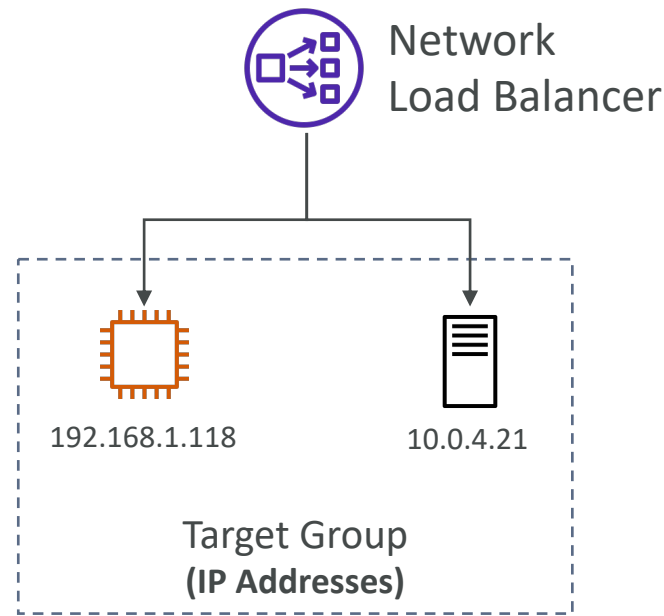 Network
Load Balancer
192.168.1.118
10.0.4.21
Target Group
(IP Addresses)